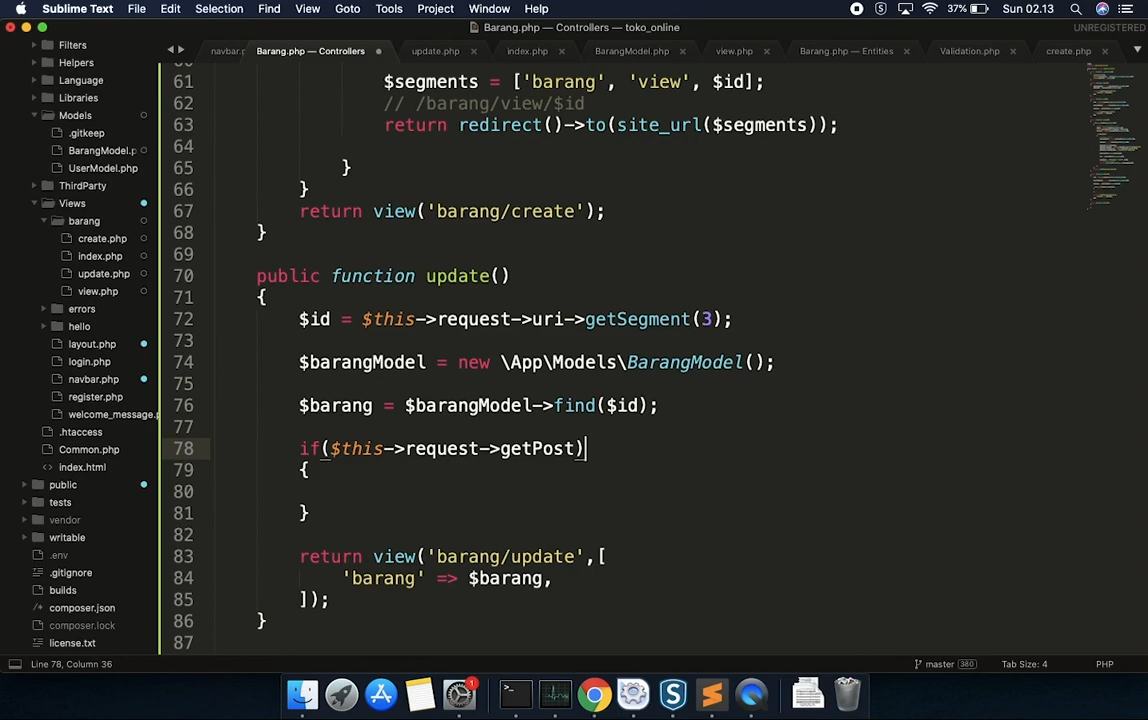 Sublime Text File Edit Selection Find View Goto Tools Project Window Help 37% Sun 02.13
Barang.php — Controllers — toko_online UNREGISTERED
navbar.p Barang.php — Controllers update.php index.php BarangModel.php view.php Barang.php — Entities Validation.php create.php
Filters
Helpers
Language
Libraries
Models
.gitkeep
BarangModel.p
UserModel.php
ThirdParty
Views
barang
create.php
index.php
update.php
view.php
errors
hello
layout.php
login.php
navbar.php
register.php
welcome_message.p
.htaccess
Common.php
index.html
public
tests
vendor
writable
.env
.gitignore
builds
composer.json
composer.lock
license.txt
61 $segments = ['barang', 'view', $id];
62 // /barang/view/$id
63 return redirect()->to(site_url($segments));
64
65 }
66 }
67 return view('barang/create');
68 }
69
70 public function update()
71 {
72 $id = $this->request->uri->getSegment(3);
73
74 $barangModel = new \App\Models\BarangModel();
75
76 $barang = $barangModel->find($id);
77
78 if($this->request->getPost)
79 {
80
81 }
82
83 return view('barang/update',[
84 'barang' => $barang,
85 ]);
86 }
87
Line 78, Column 36 master 380 Tab Size: 4 PHP
1